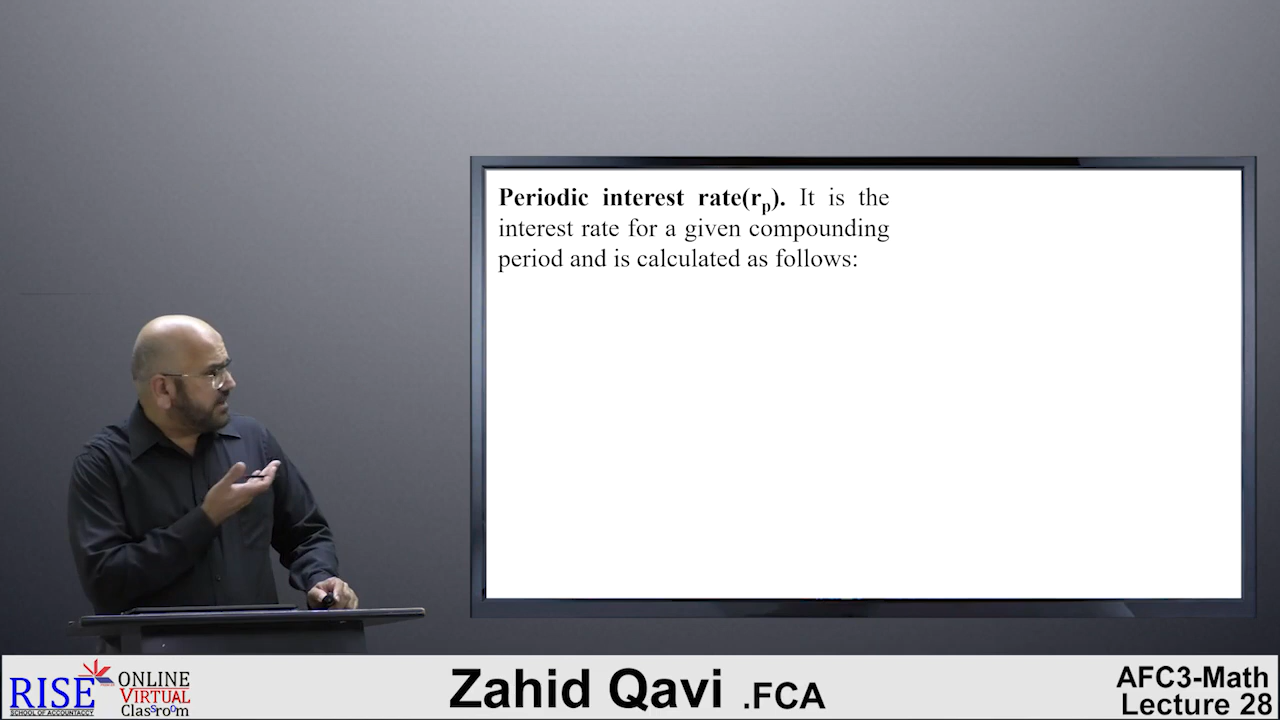 Periodic interest rate(rp). It is the
interest rate for a given compounding
period and is calculated as follows:
RISE
SCHOOL OF ACCOUNTACY
ONLINE
VIRTUAL
Classroom
Zahid Qavi .FCA
AFC3-Math
Lecture 28